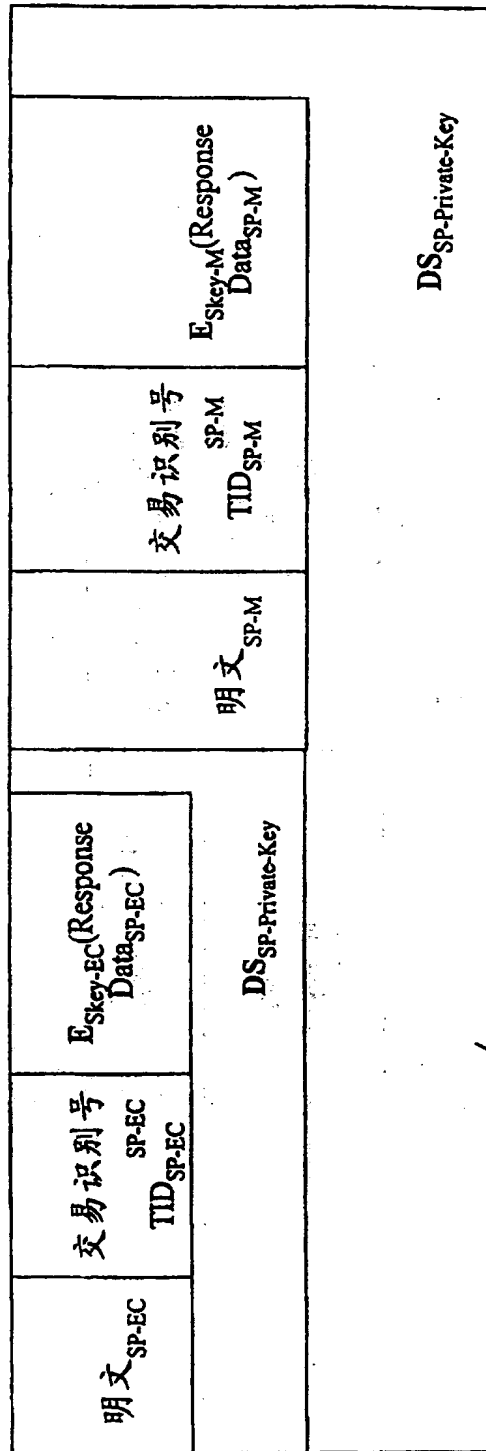 明文SP-EC
交易识别号
SP-EC
TIDSP-EC
ESkey-EC(Response
DataSP-EC)
DSSP-Private-Key
明文SP-M
交易识别号
SP-M
TIDSP-M
ESkey-M(Response
DataSP-M)
DSSP-Private-Key